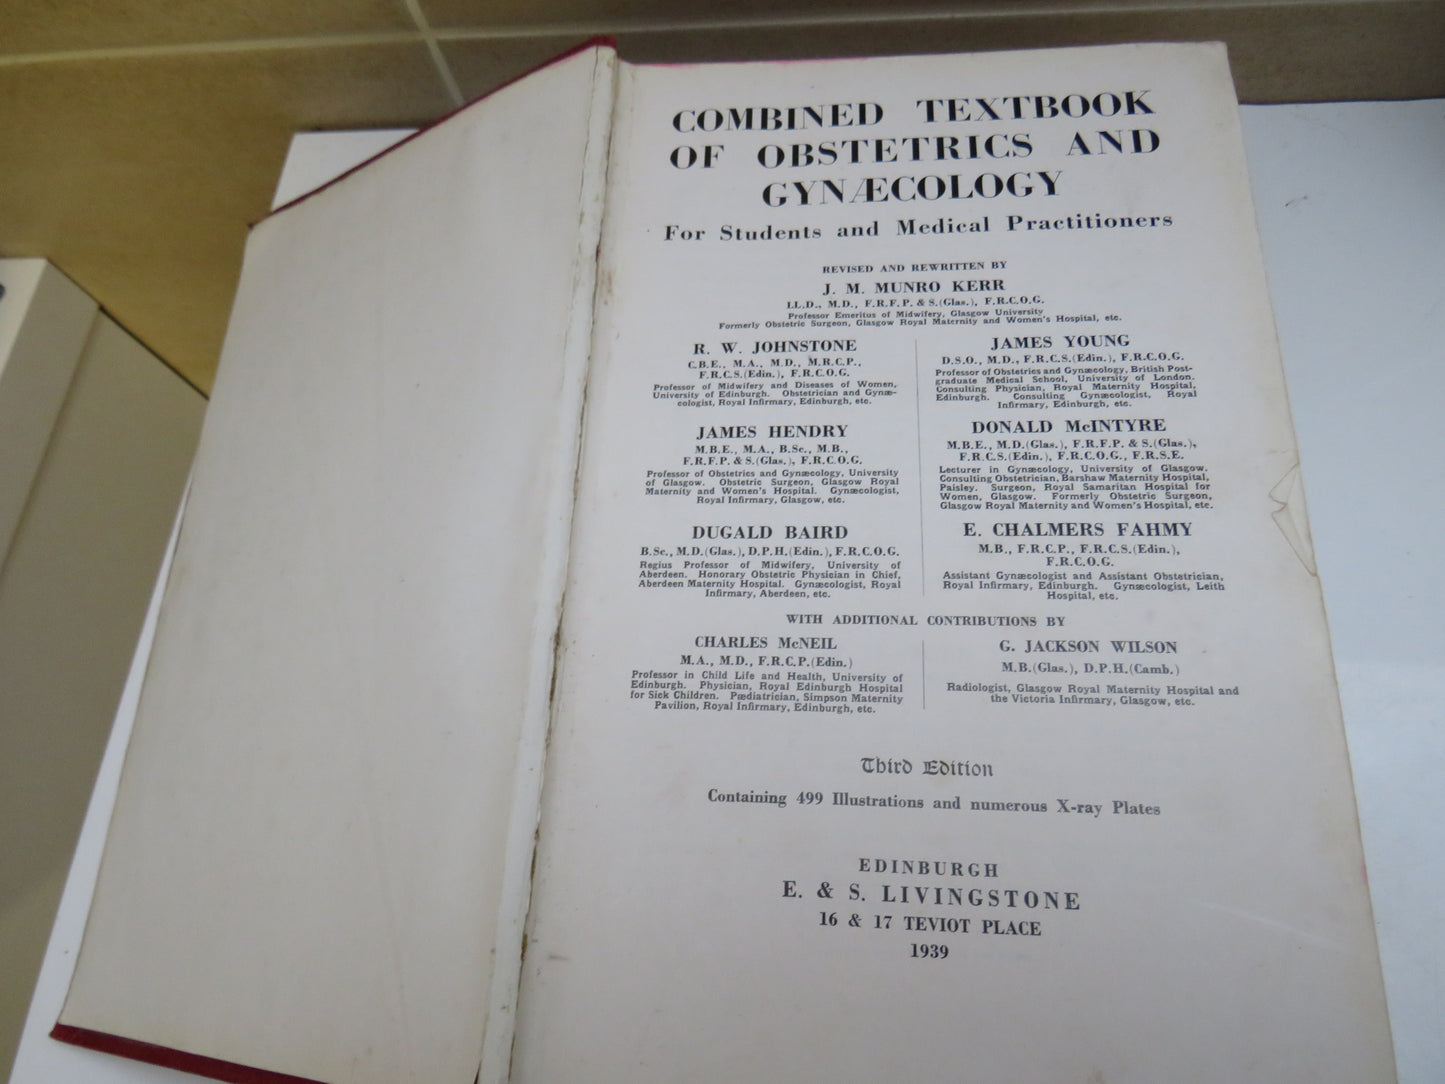 COMBINED TEXTBOOK
OF OBSTETRICS AND
GYNÆCOLOGY
For Students and Medical Practitioners
REVISED AND REWRITTEN BY
J. M. MUNRO KERR
LL.D., M.D., F.R.F.P. & S.(Glas.), F.R.C.O.G.
Professor Emeritus of Midwifery, Glasgow University
Formerly Obstetric Surgeon, Glasgow Royal Maternity and Women's Hospital, etc.
R. W. JOHNSTONE
C.B.E., M.A., M.D., M.R.C.P.,
F.R.C.S.(Edin.), F.R.C.O.G.
Professor of Midwifery and Diseases of Women,
University of Edinburgh. Obstetrician and Gynæ-
cologist, Royal Infirmary, Edinburgh, etc.
JAMES YOUNG
D.S.O., M.D., F.R.C.S.(Edin.), F.R.C.O.G.
Professor of Obstetrics and Gynæcology, British Post-
graduate Medical School, University of London.
Consulting Physician, Royal Maternity Hospital,
Edinburgh. Consulting Gynæcologist, Royal
Infirmary, Edinburgh, etc.
JAMES HENDRY
M.B.E., M.A., B.Sc., M.B.,
F.R.F.P. & S.(Glas.), F.R.C.O.G.
Professor of Obstetrics and Gynæcology, University
of Glasgow. Obstetric Surgeon, Glasgow Royal
Maternity and Women's Hospital. Gynæcologist,
Royal Infirmary, Glasgow, etc.
DONALD McINTYRE
M.B.E., M.D.(Glas.), F.R.F.P. & S.(Glas.),
F.R.C.S.(Edin.), F.R.C.O.G., F.R.S.E.
Lecturer in Gynæcology, University of Glasgow.
Consulting Obstetrician, Barshaw Maternity Hospital,
Paisley. Surgeon, Royal Samaritan Hospital for
Women, Glasgow. Formerly Obstetric Surgeon,
Glasgow Royal Maternity and Women's Hospital, etc.
DUGALD BAIRD
B.Sc., M.D.(Glas.), D.P.H.(Edin.), F.R.C.O.G.
Regius Professor of Midwifery, University of
Aberdeen. Honorary Obstetric Physician in Chief,
Aberdeen Maternity Hospital. Gynæcologist, Royal
Infirmary, Aberdeen, etc.
E. CHALMERS FAHMY
M.B., F.R.C.P., F.R.C.S.(Edin.),
F.R.C.O.G.
Assistant Gynæcologist and Assistant Obstetrician,
Royal Infirmary, Edinburgh. Gynæcologist, Leith
Hospital, etc.
WITH ADDITIONAL CONTRIBUTIONS BY
CHARLES McNEIL
M.A., M.D., F.R.C.P.(Edin.)
Professor in Child Life and Health, University of
Edinburgh. Physician, Royal Edinburgh Hospital
for Sick Children. Pædiatrician, Simpson Maternity
Pavilion, Royal Infirmary, Edinburgh, etc.
G. JACKSON WILSON
M.B.(Glas.), D.P.H.(Camb.)
Radiologist, Glasgow Royal Maternity Hospital and
the Victoria Infirmary, Glasgow, etc.
Third Edition
Containing 499 Illustrations and numerous X-ray Plates
EDINBURGH
E. & S. LIVINGSTONE
16 & 17 TEVIOT PLACE
1939